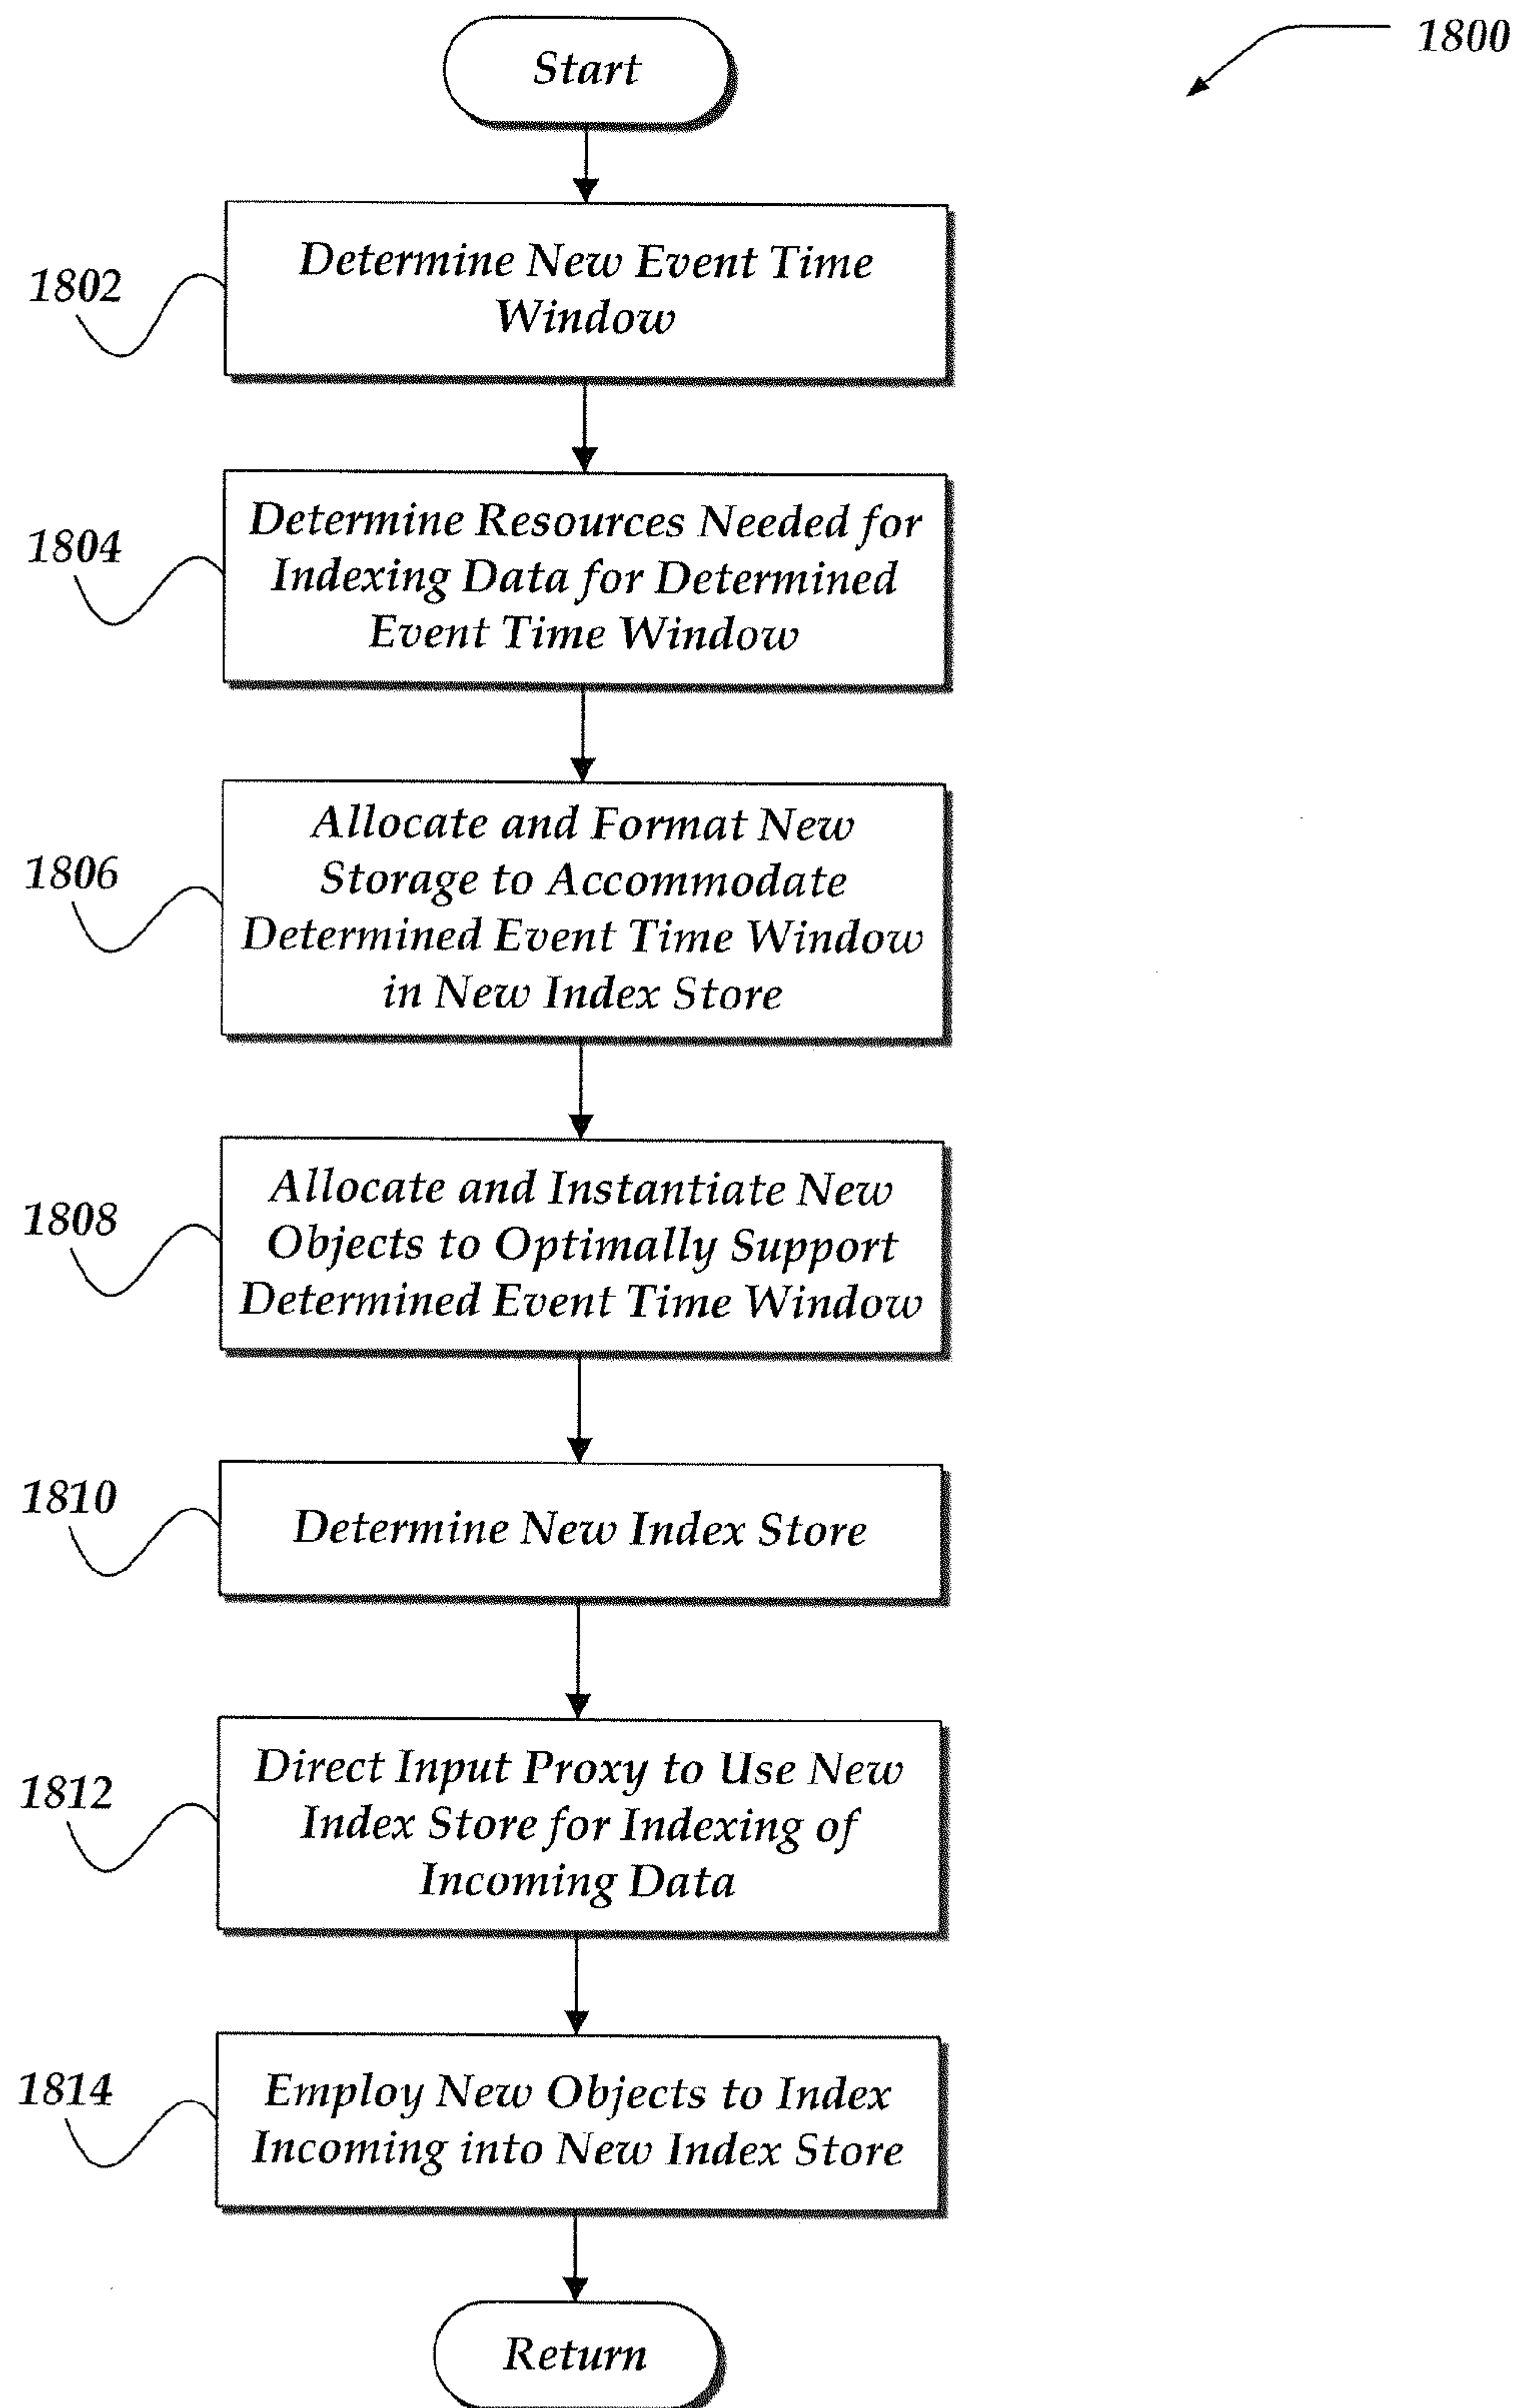 Start
1800
1802
Determine New Event Time
Window
1804
Determine Resources Needed for
Indexing Data for Determined
Event Time Window
1806
Allocate and Format New
Storage to Accommodate
Determined Event Time Window
in New Index Store
1808
Allocate and Instantiate New
Objects to Optimally Support
Determined Event Time Window
1810
Determine New Index Store
1812
Direct Input Proxy to Use New
Index Store for Indexing of
Incoming Data
1814
Employ New Objects to Index
Incoming into New Index Store
Return